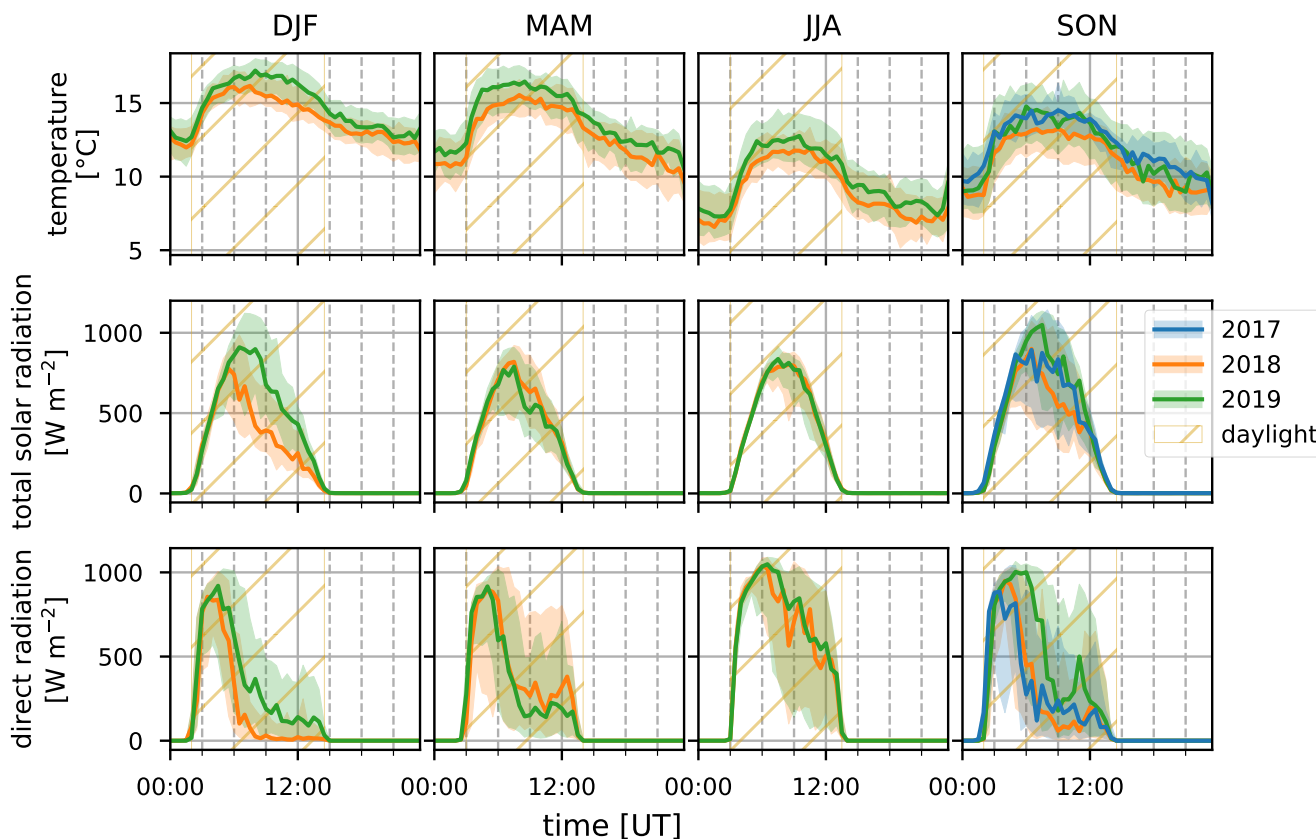 DJF MAM JJA SON
temperature
[°C]
15
10
5
total solar radiation
[W m⁻²]
1000
500
0
2017
2018
2019
daylight
direct radiation
[W m⁻²]
1000
500
0
00:00 12:00 00:00 12:00 00:00 12:00 00:00 12:00
time [UT]